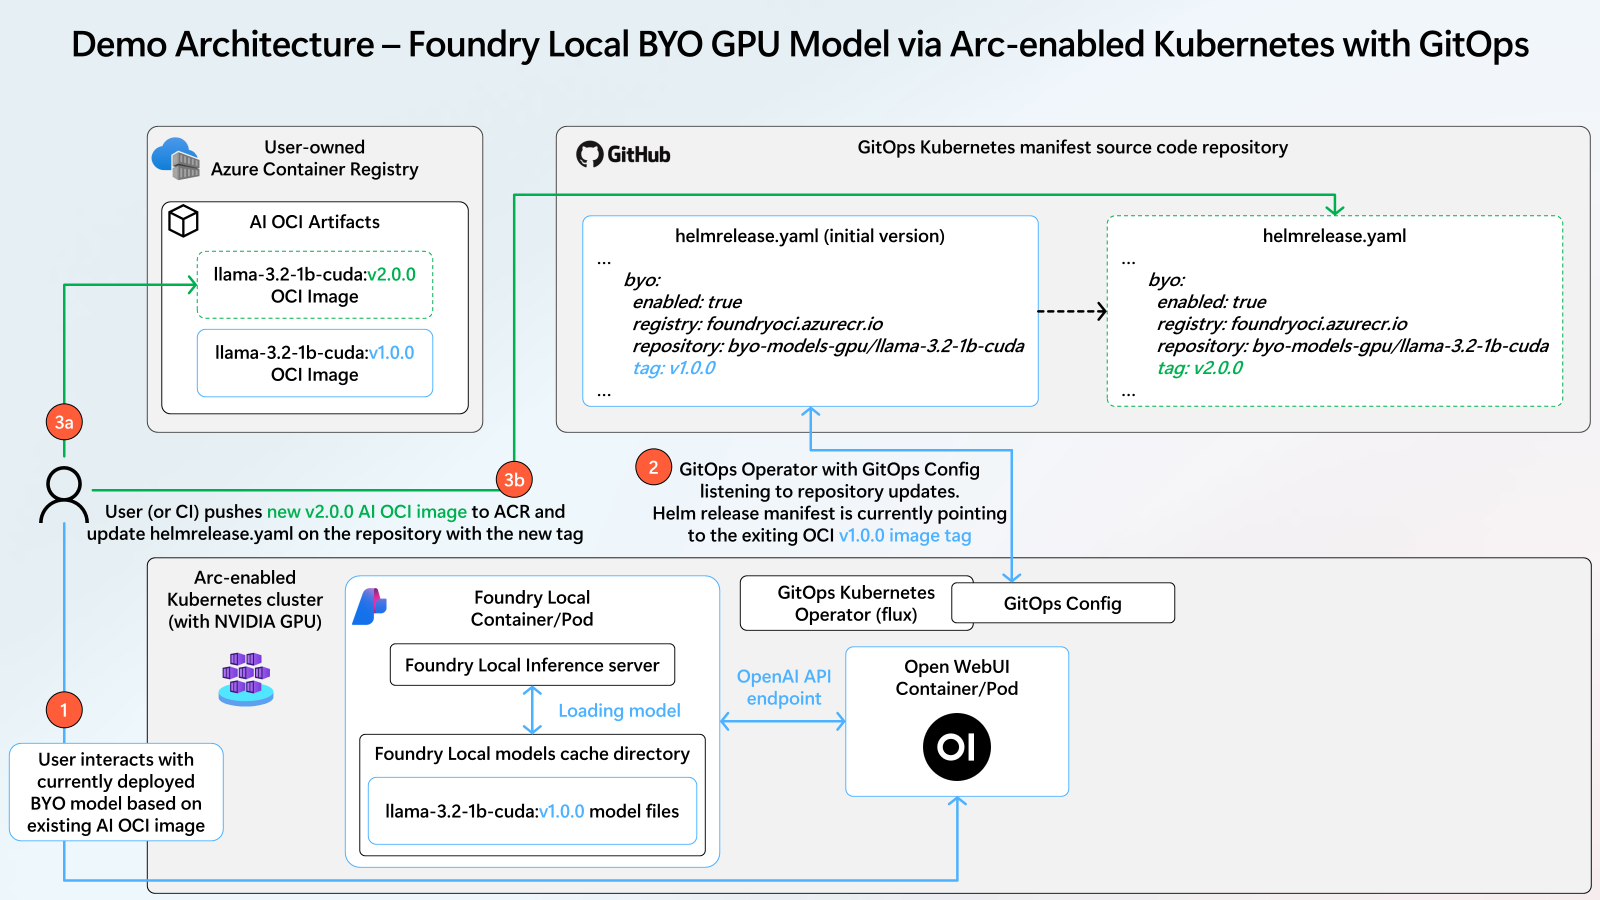 Demo Architecture – Foundry Local BYO GPU Model via Arc-enabled Kubernetes with GitOps
User-owned
Azure Container Registry
AI OCI Artifacts
llama-3.2-1b-cuda:v2.0.0
OCI Image
llama-3.2-1b-cuda:v1.0.0
OCI Image
GitHub
GitOps Kubernetes manifest source code repository
helmrelease.yaml (initial version)
...
byo:
enabled: true
registry: foundryoci.azurecr.io
repository: byo-models-gpu/llama-3.2-1b-cuda
tag: v1.0.0
...
helmrelease.yaml
...
byo:
enabled: true
registry: foundryoci.azurecr.io
repository: byo-models-gpu/llama-3.2-1b-cuda
tag: v2.0.0
...
3a
3b
User (or CI) pushes new v2.0.0 AI OCI image to ACR and
update helmrelease.yaml on the repository with the new tag
2
GitOps Operator with GitOps Config
listening to repository updates.
Helm release manifest is currently pointing
to the exiting OCI v1.0.0 image tag
Arc-enabled
Kubernetes cluster
(with NVIDIA GPU)
Foundry Local
Container/Pod
Foundry Local Inference server
Loading model
Foundry Local models cache directory
llama-3.2-1b-cuda:v1.0.0 model files
GitOps Kubernetes
Operator (flux)
GitOps Config
OpenAI API
endpoint
Open WebUI
Container/Pod
OI
1
User interacts with
currently deployed
BYO model based on
existing AI OCI image